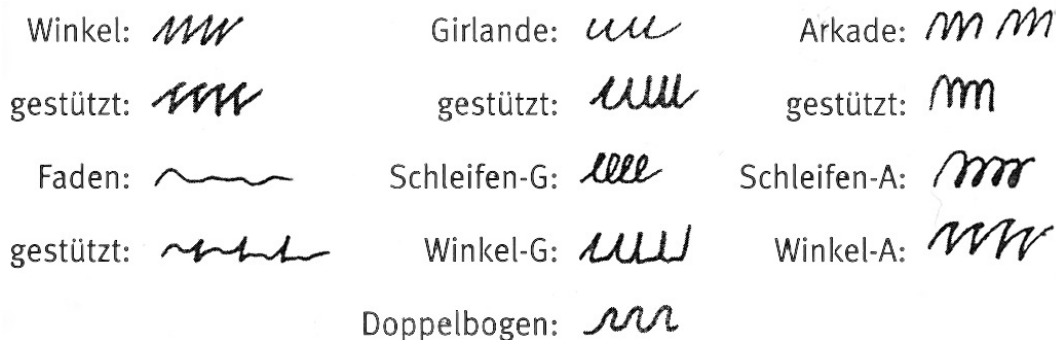 Winkel: Girlande: Arkade:
gestützt: gestützt: gestützt:
Faden: Schleifen-G: Schleifen-A:
gestützt: Winkel-G: Winkel-A:
Doppelbogen: